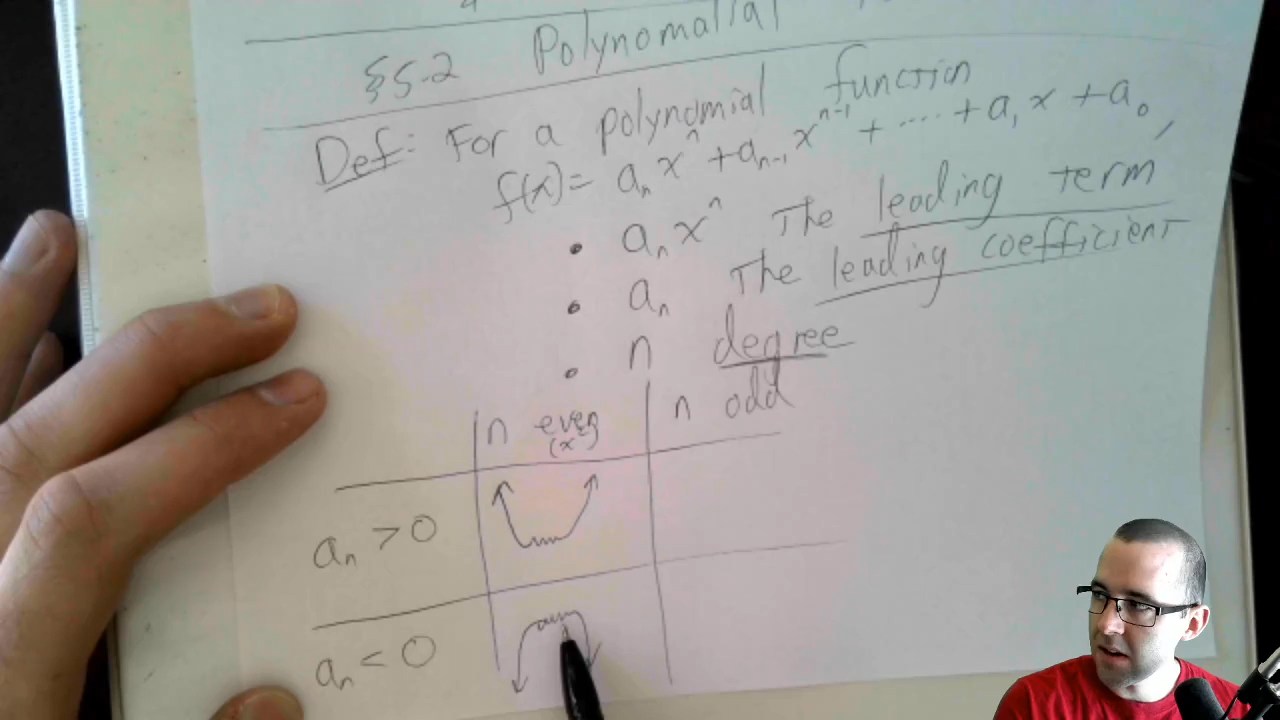 §5.2 Polynomial
Def: For a polynomial function
f(x) = aₙxⁿ + aₙ₋₁xⁿ⁻¹ + .... + a₁x + a₀,
• aₙxⁿ The leading term
• aₙ The leading coefficient
• n degree
n even n odd
(x²)
aₙ > 0
aₙ < 0